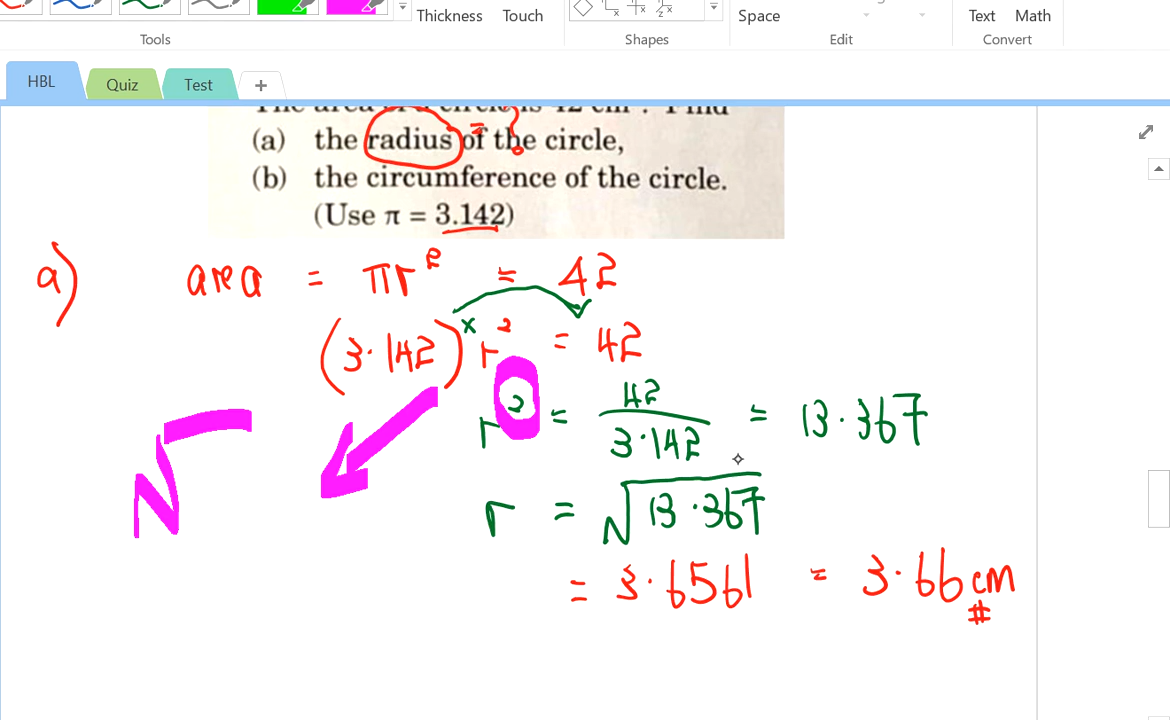 Thickness Touch Space Text Math
Tools Shapes Edit Convert
HBL Quiz Test +
(a) the radius of the circle, = ?
(b) the circumference of the circle.
(Use π = 3.142)
a) area = πr² = 42
(3.142)× r² = 42
r² = 42/3.142 = 13.367
√
r = √13.367
= 3.6561 = 3.66 cm #